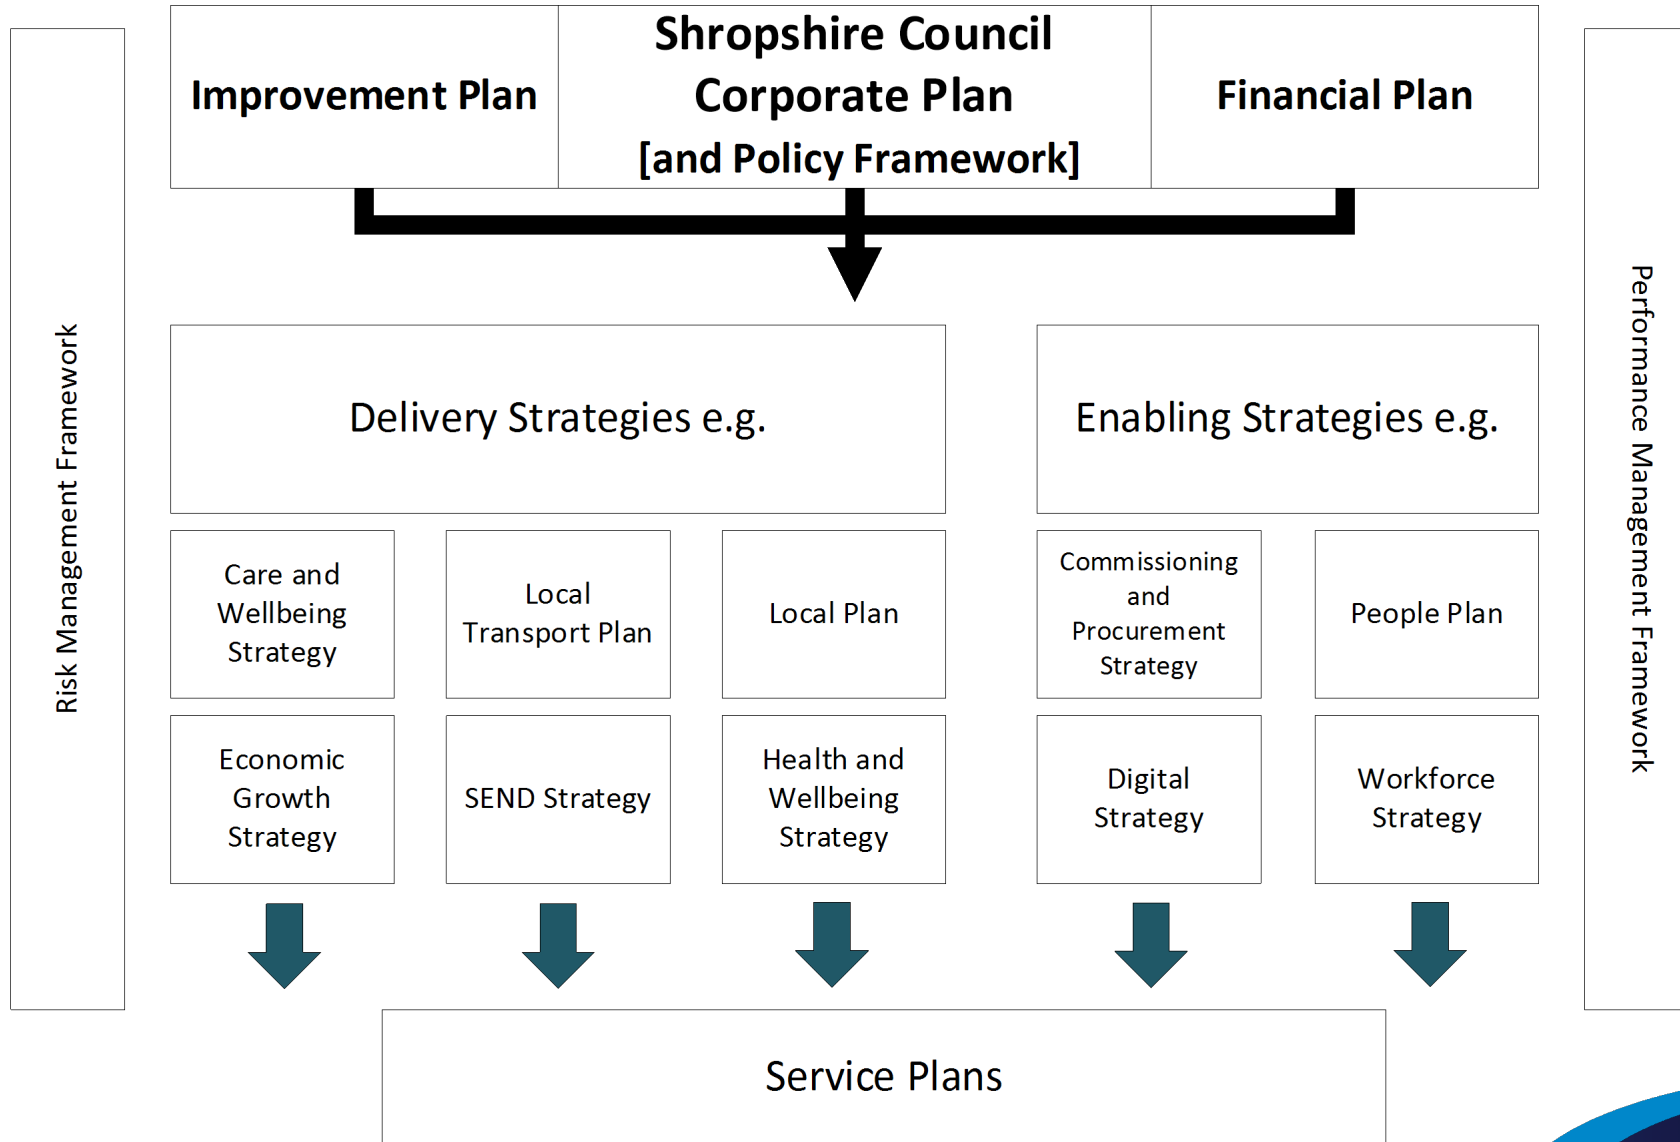 Improvement Plan
Shropshire Council
Corporate Plan
[and Policy Framework]
Financial Plan
Risk Management Framework
Performance Management Framework
Delivery Strategies e.g.
Enabling Strategies e.g.
Care and
Wellbeing
Strategy
Local
Transport Plan
Local Plan
Commissioning
and
Procurement
Strategy
People Plan
Economic
Growth
Strategy
SEND Strategy
Health and
Wellbeing
Strategy
Digital
Strategy
Workforce
Strategy
Service Plans